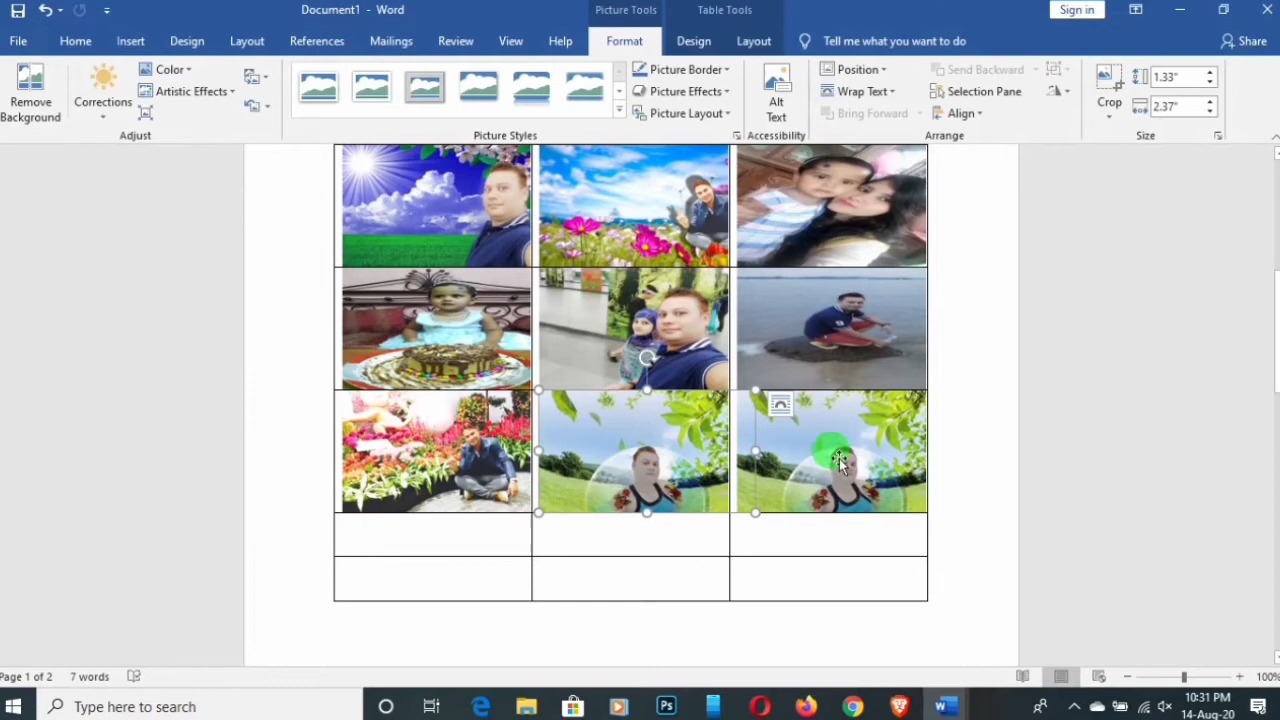 Document1 - Word
Picture Tools
Table Tools
Sign in
File
Home
Insert
Design
Layout
References
Mailings
Review
View
Help
Format
Design
Layout
Tell me what you want to do
Share
Remove
Background
Corrections
Color
Artistic Effects
Adjust
Picture Styles
Picture Border
Picture Effects
Picture Layout
Alt
Text
Accessibility
Position
Wrap Text
Bring Forward
Send Backward
Selection Pane
Align
Arrange
Crop
1.33"
2.37"
Size
Page 1 of 2
7 words
100%
Type here to search
Ps
10:31 PM
14-Aug-20